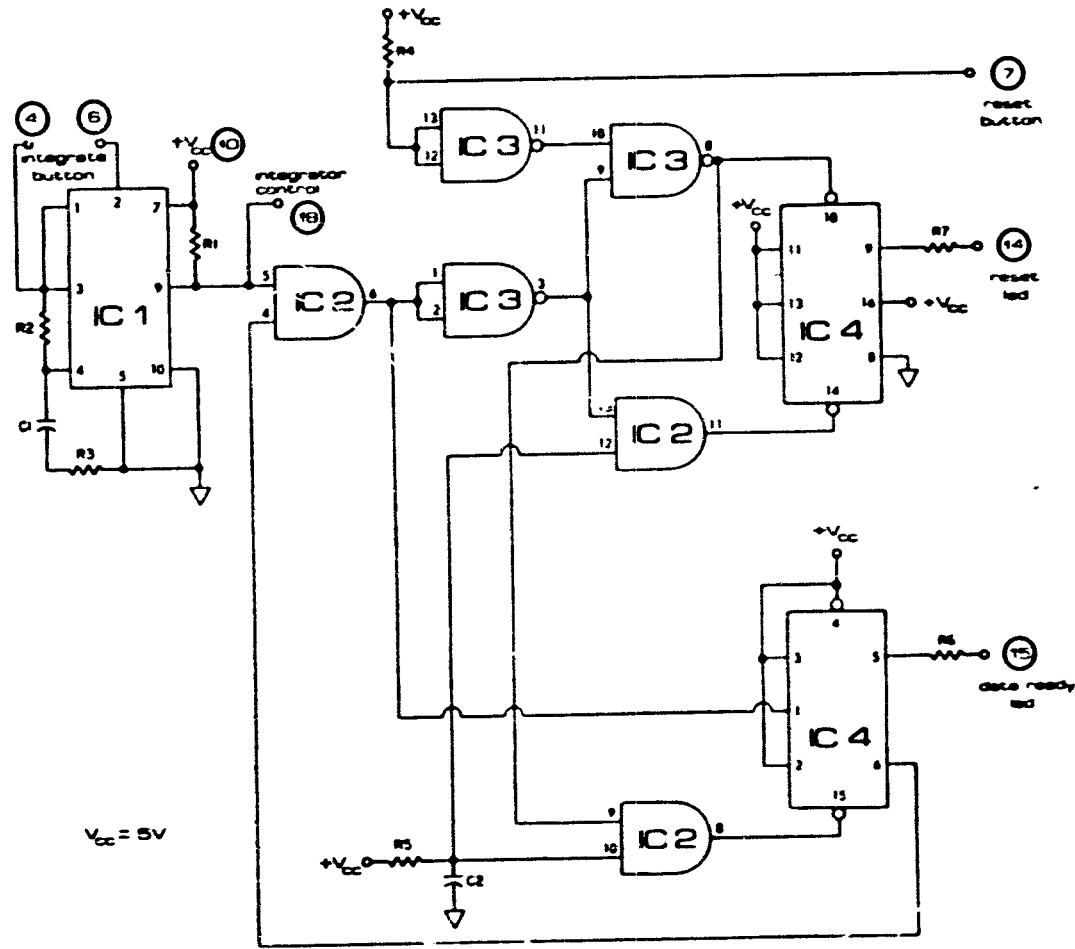 +Vcc
R4
7
reset
button
4
6
integrate
button
+Vcc
10
integrator
control
18
1
2
7
3
9
4
5
10
IC 1
R1
R2
C1
R3
13
12
11
IC 3
10
9
8
IC 3
5
4
6
IC 2
1
2
3
IC 3
12
11
IC 2
+Vcc
10
11
13
12
9
16
8
14
IC 4
R7
14
reset
led
+Vcc
+Vcc
4
3
1
2
5
6
15
IC 4
R6
15
data ready
led
9
10
8
IC 2
Vcc = 5V
+Vcc
R5
C2